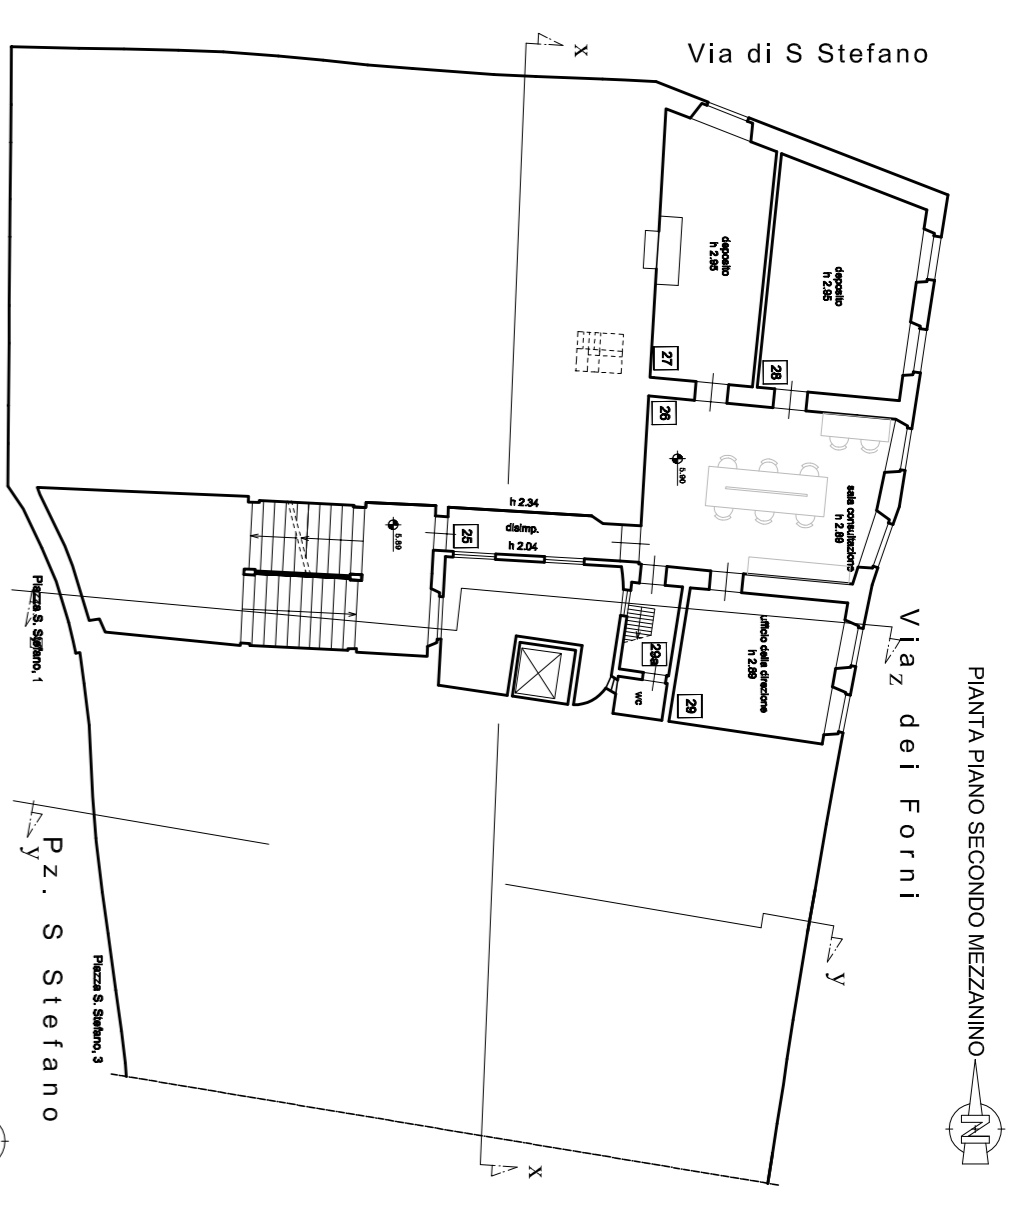 Via di S Stefano
x
deposito
h 2.95
deposito
h 2.95
27
28
26
5.90
sala consultazione
h 2.89
h 2.34
disimp.
h 2.04
25
5.89
29a
wc
ufficio della direzione
h 2.89
29
Via dei Forni
z
PIANTA PIANO SECONDO MEZZANINO
N
Piazza S. Stefano, 1
y
Pz. S Stefano
Piazza S. Stefano, 3
y
x